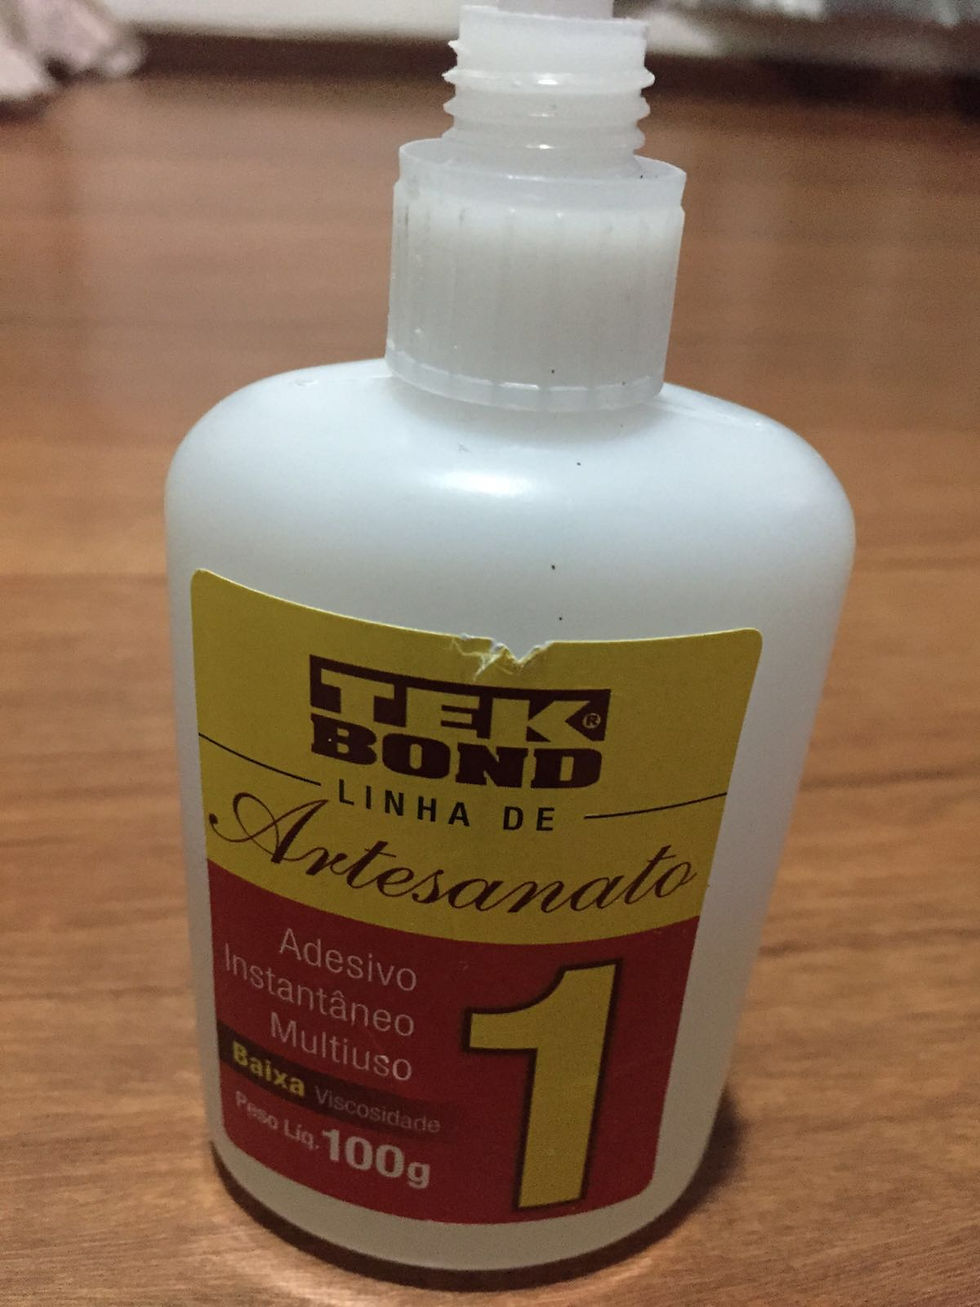 TEK®
BOND
LINHA DE
Artesanato
Adesivo
Instantâneo
Multiuso
Baixa Viscosidade
Peso Líq. 100g
1